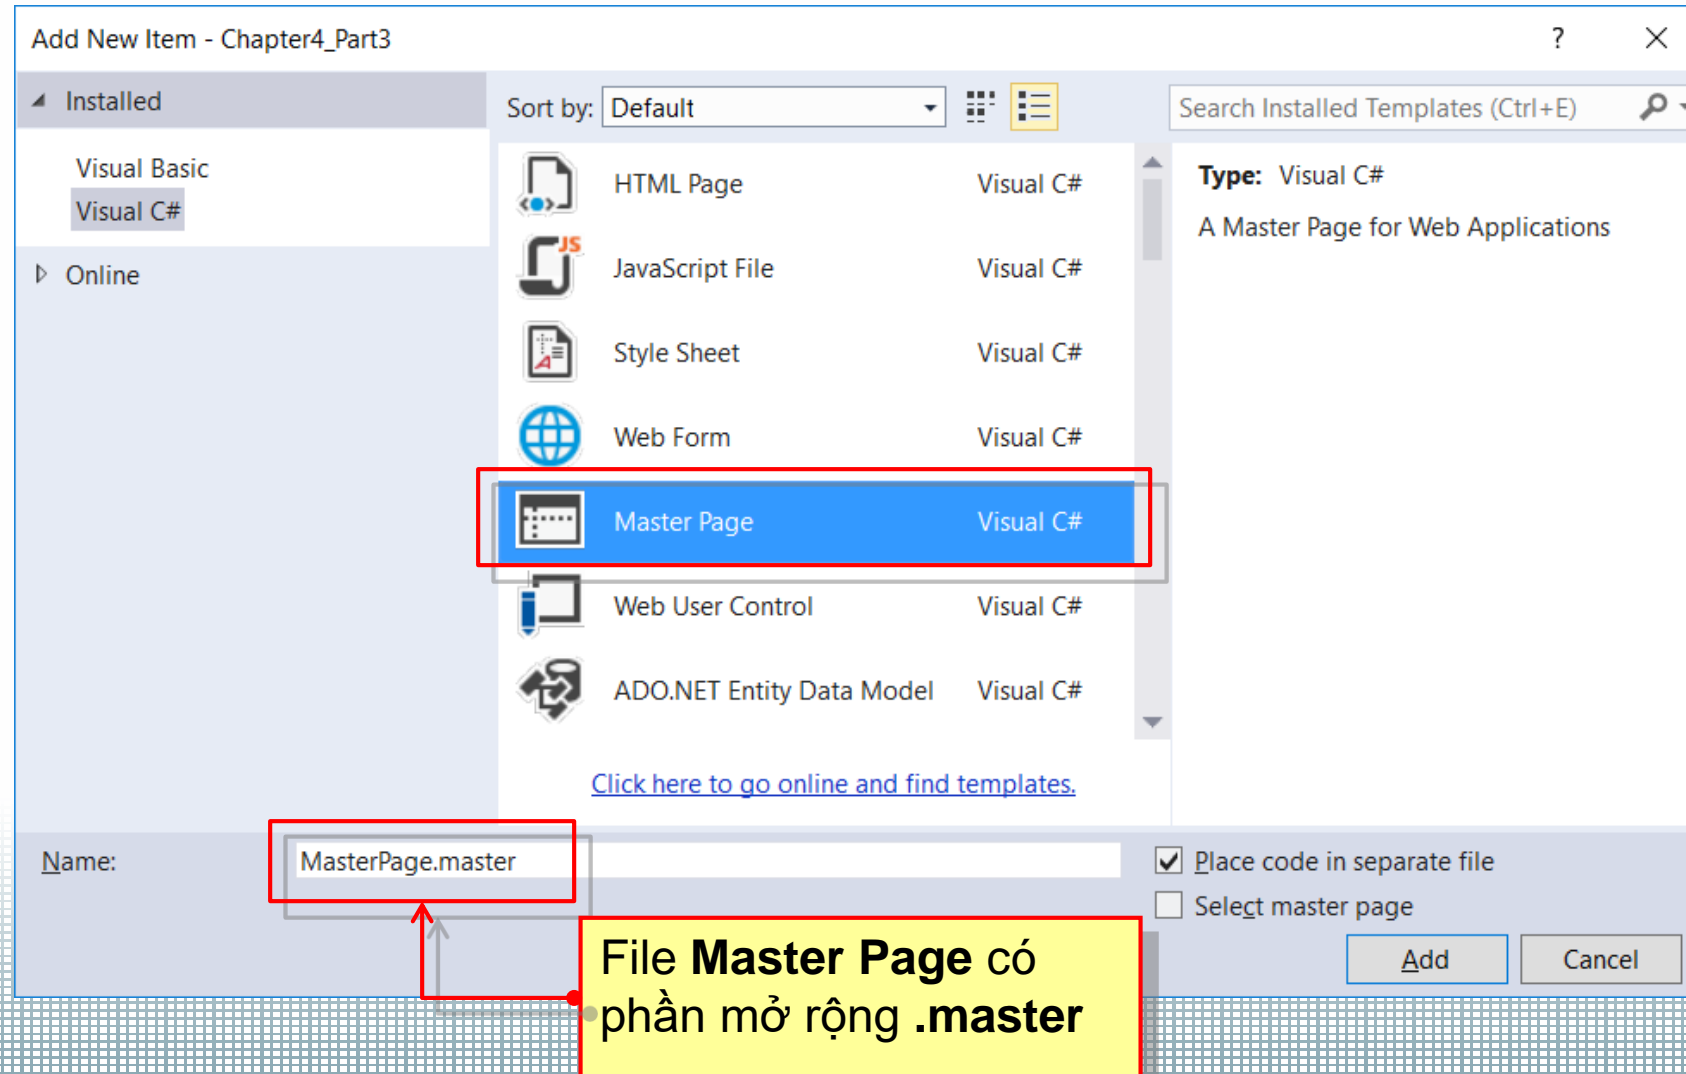 Add New Item - Chapter4_Part3
?
Installed
Sort by: Default
Search Installed Templates (Ctrl+E)
Visual Basic
Visual C#
Online
HTML Page Visual C#
JS
JavaScript File Visual C#
Style Sheet Visual C#
A
Web Form Visual C#
Master Page Visual C#
Web User Control Visual C#
ADO.NET Entity Data Model Visual C#
Click here to go online and find templates.
Type: Visual C#
A Master Page for Web Applications
Name: MasterPage.master
Place code in separate file
Select master page
Add Cancel
File Master Page có
phần mở rộng .master